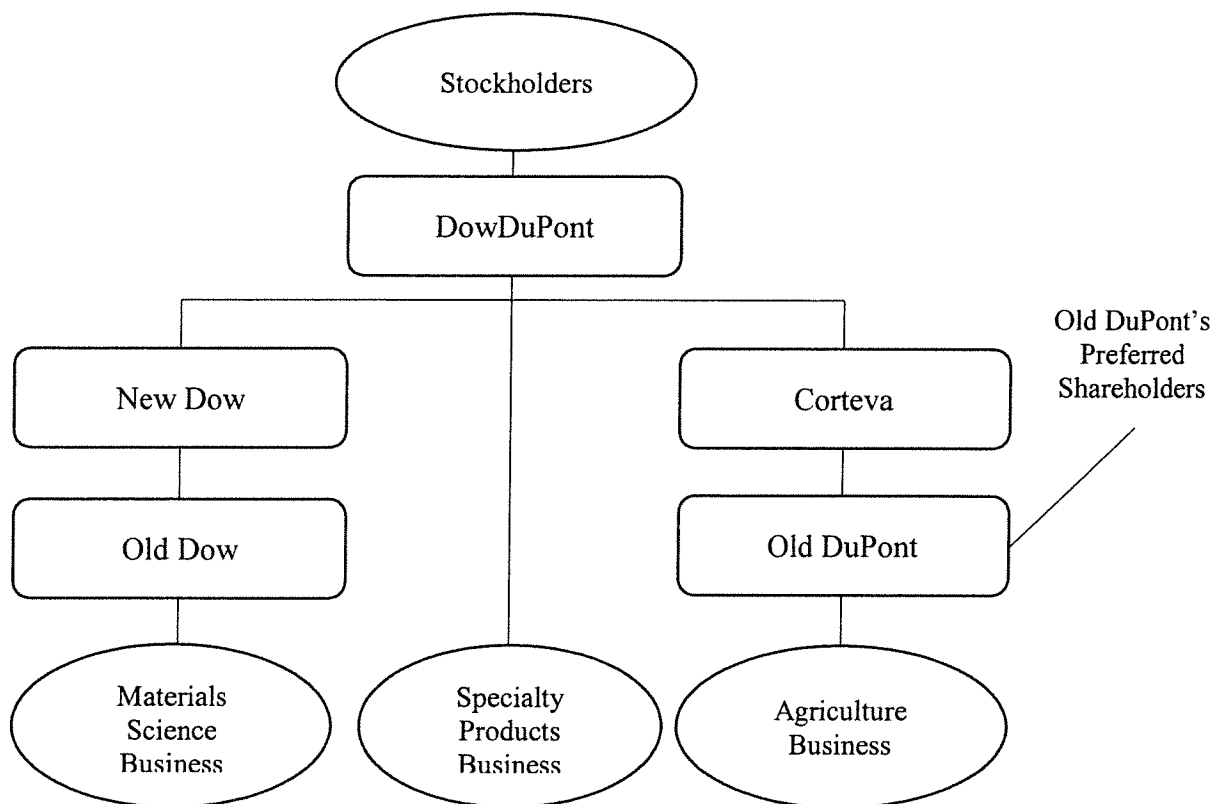 Stockholders
DowDuPont
Old DuPont's
Preferred
Shareholders
New Dow
Corteva
Old Dow
Old DuPont
Materials
Science
Business
Specialty
Products
Business
Agriculture
Business